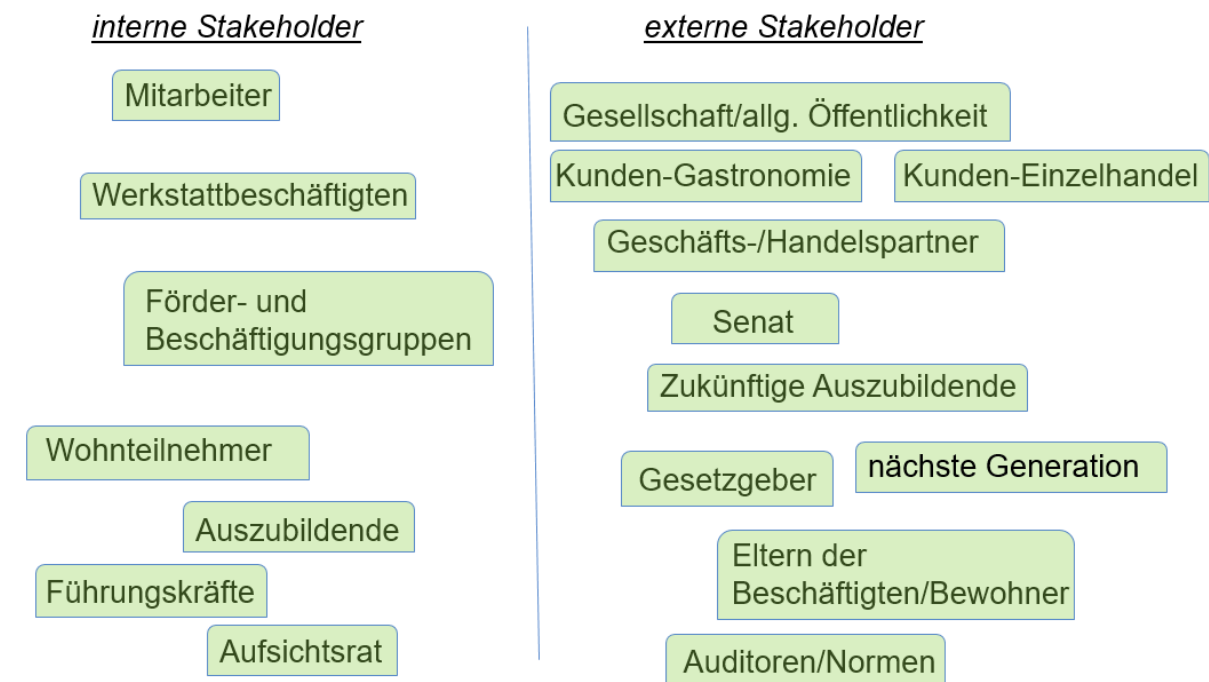 interne Stakeholder
Mitarbeiter
Werkstattbeschäftigten
Förder- und
Beschäftigungsgruppen
Wohnteilnehmer
Auszubildende
Führungskräfte
Aufsichtsrat
externe Stakeholder
Gesellschaft/allg. Öffentlichkeit
Kunden-Gastronomie
Kunden-Einzelhandel
Geschäfts-/Handelspartner
Senat
Zukünftige Auszubildende
Gesetzgeber
nächste Generation
Eltern der
Beschäftigten/Bewohner
Auditoren/Normen